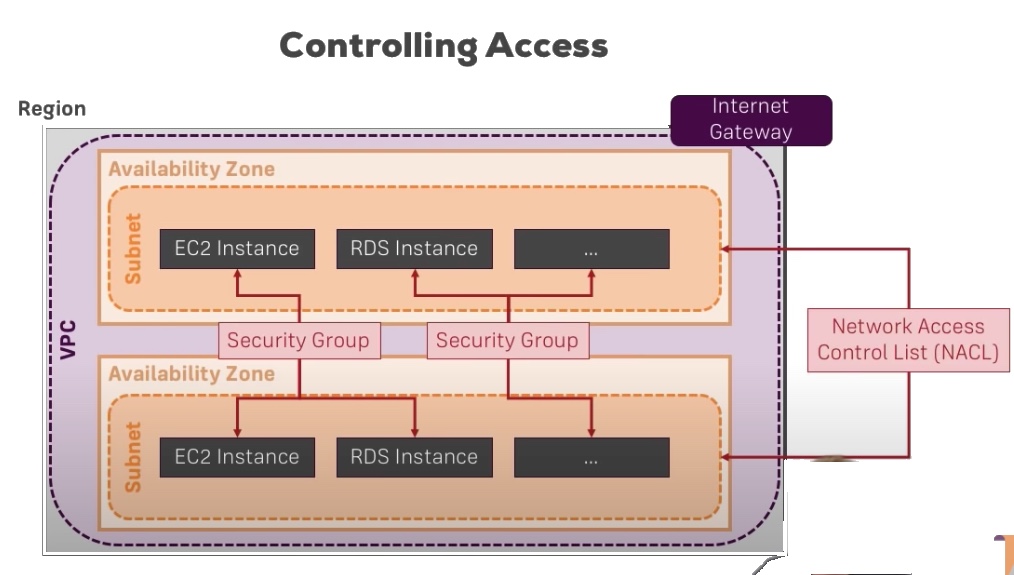 Controlling Access
Region
Internet
Gateway
Availability Zone
Subnet
EC2 Instance
RDS Instance
...
VPC
Security Group
Security Group
Network Access
Control List (NACL)
Availability Zone
Subnet
EC2 Instance
RDS Instance
...